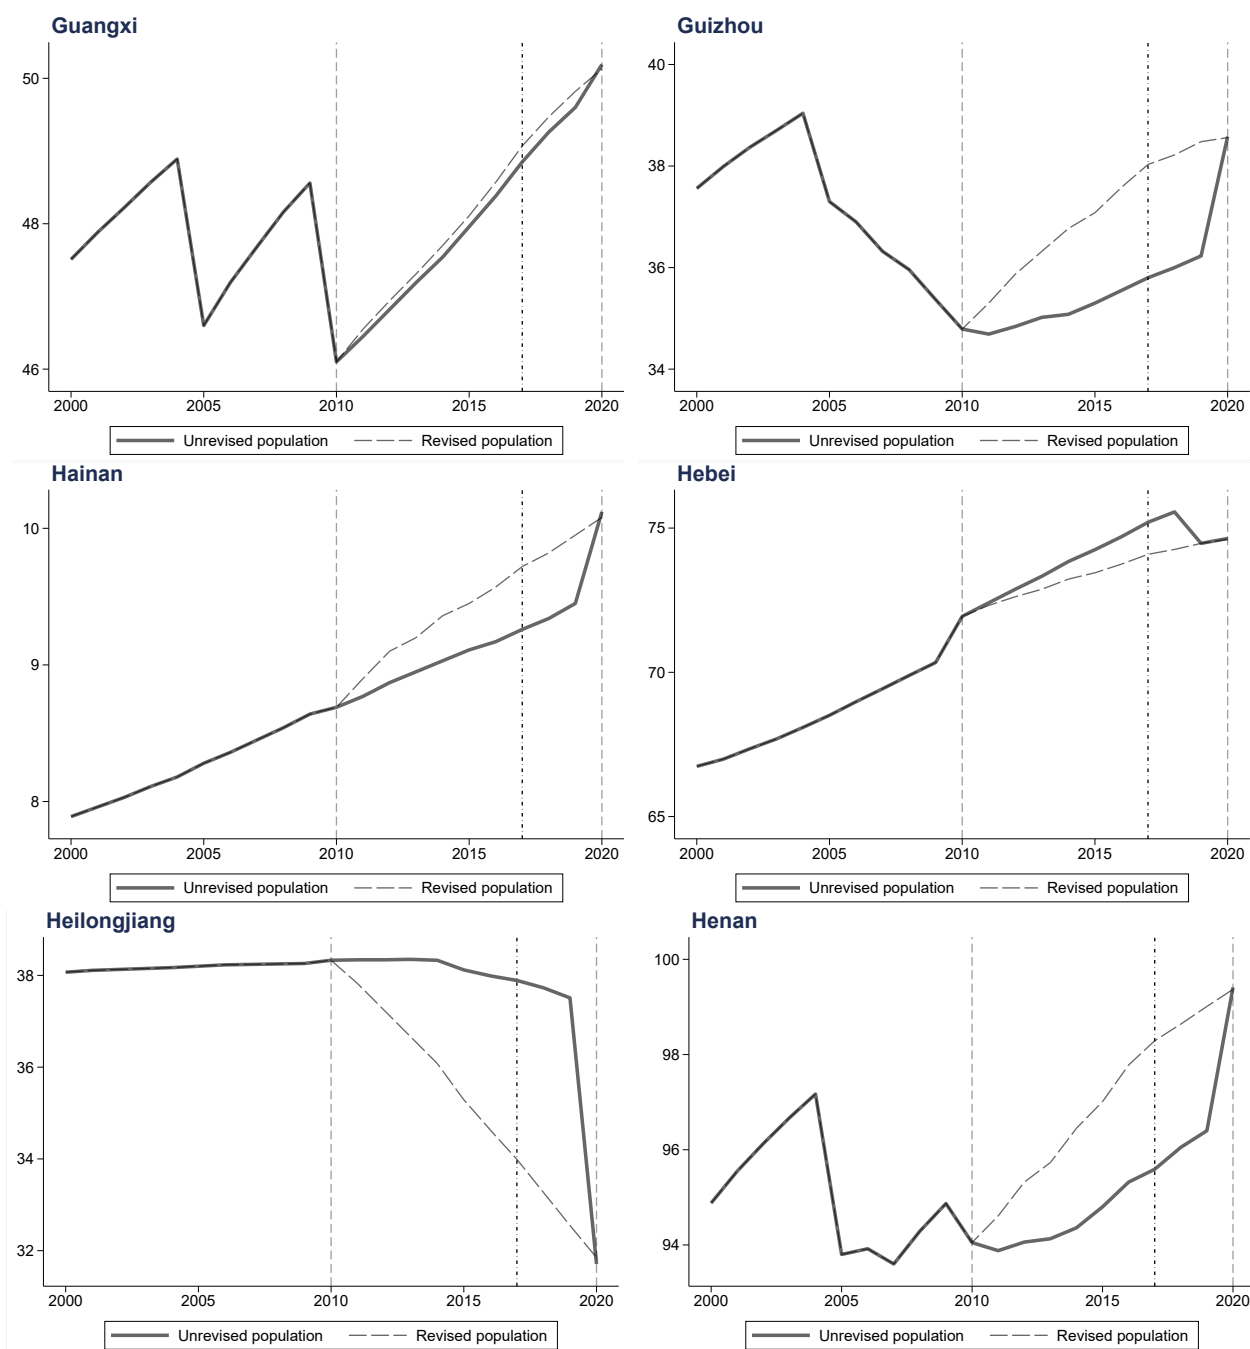 Guangxi
50
48
46
2000 2005 2010 2015 2020
Unrevised population Revised population
Guizhou
40
38
36
34
2000 2005 2010 2015 2020
Unrevised population Revised population
Hainan
10
9
8
2000 2005 2010 2015 2020
Unrevised population Revised population
Hebei
75
70
65
2000 2005 2010 2015 2020
Unrevised population Revised population
Heilongjiang
38
36
34
32
2000 2005 2010 2015 2020
Unrevised population Revised population
Henan
100
98
96
94
2000 2005 2010 2015 2020
Unrevised population Revised population